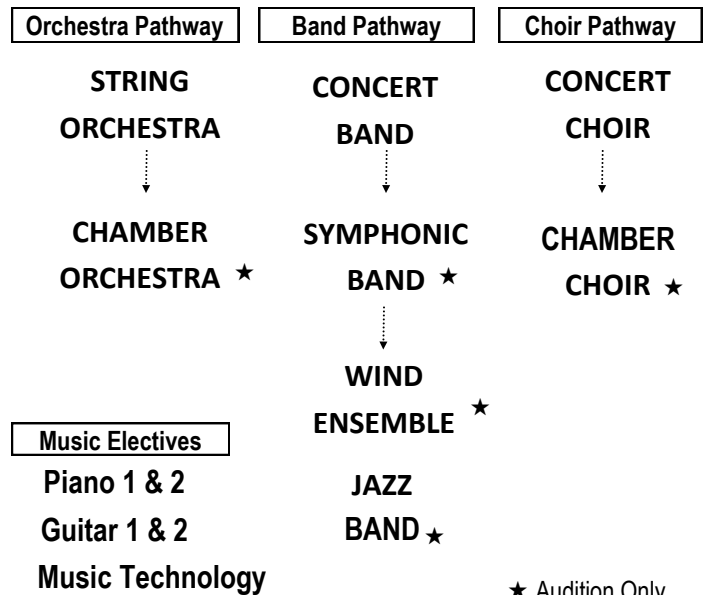 Orchestra Pathway
STRING
ORCHESTRA
CHAMBER
ORCHESTRA ★
Band Pathway
CONCERT
BAND
SYMPHONIC
BAND ★
WIND
ENSEMBLE ★
JAZZ
BAND ★
Choir Pathway
CONCERT
CHOIR
CHAMBER
CHOIR ★
Music Electives
Piano 1 & 2
Guitar 1 & 2
Music Technology
★ Audition Only